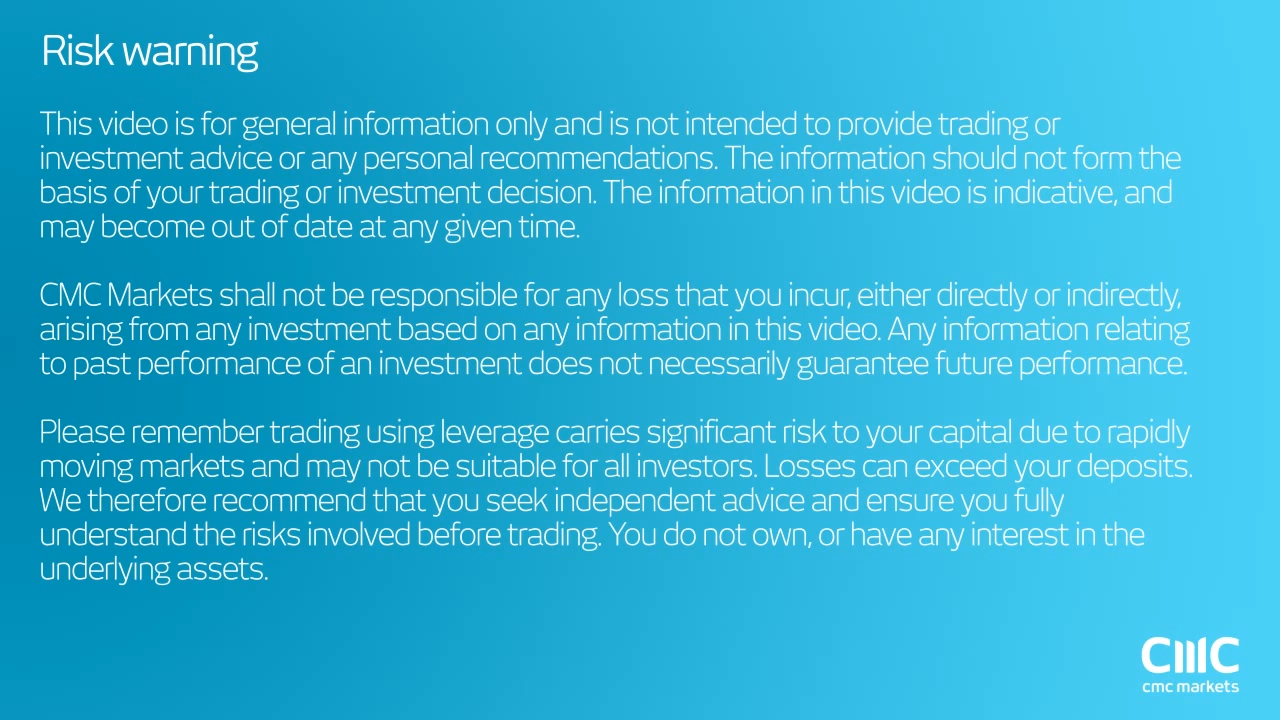 Risk warning
This video is for general information only and is not intended to provide trading or
investment advice or any personal recommendations. The information should not form the
basis of your trading or investment decision. The information in this video is indicative, and
may become out of date at any given time.
CMC Markets shall not be responsible for any loss that you incur, either directly or indirectly,
arising from any investment based on any information in this video. Any information relating
to past performance of an investment does not necessarily guarantee future performance.
Please remember trading using leverage carries significant risk to your capital due to rapidly
moving markets and may not be suitable for all investors. Losses can exceed your deposits.
We therefore recommend that you seek independent advice and ensure you fully
understand the risks involved before trading. You do not own, or have any interest in the
underlying assets.
CMC
cmc markets